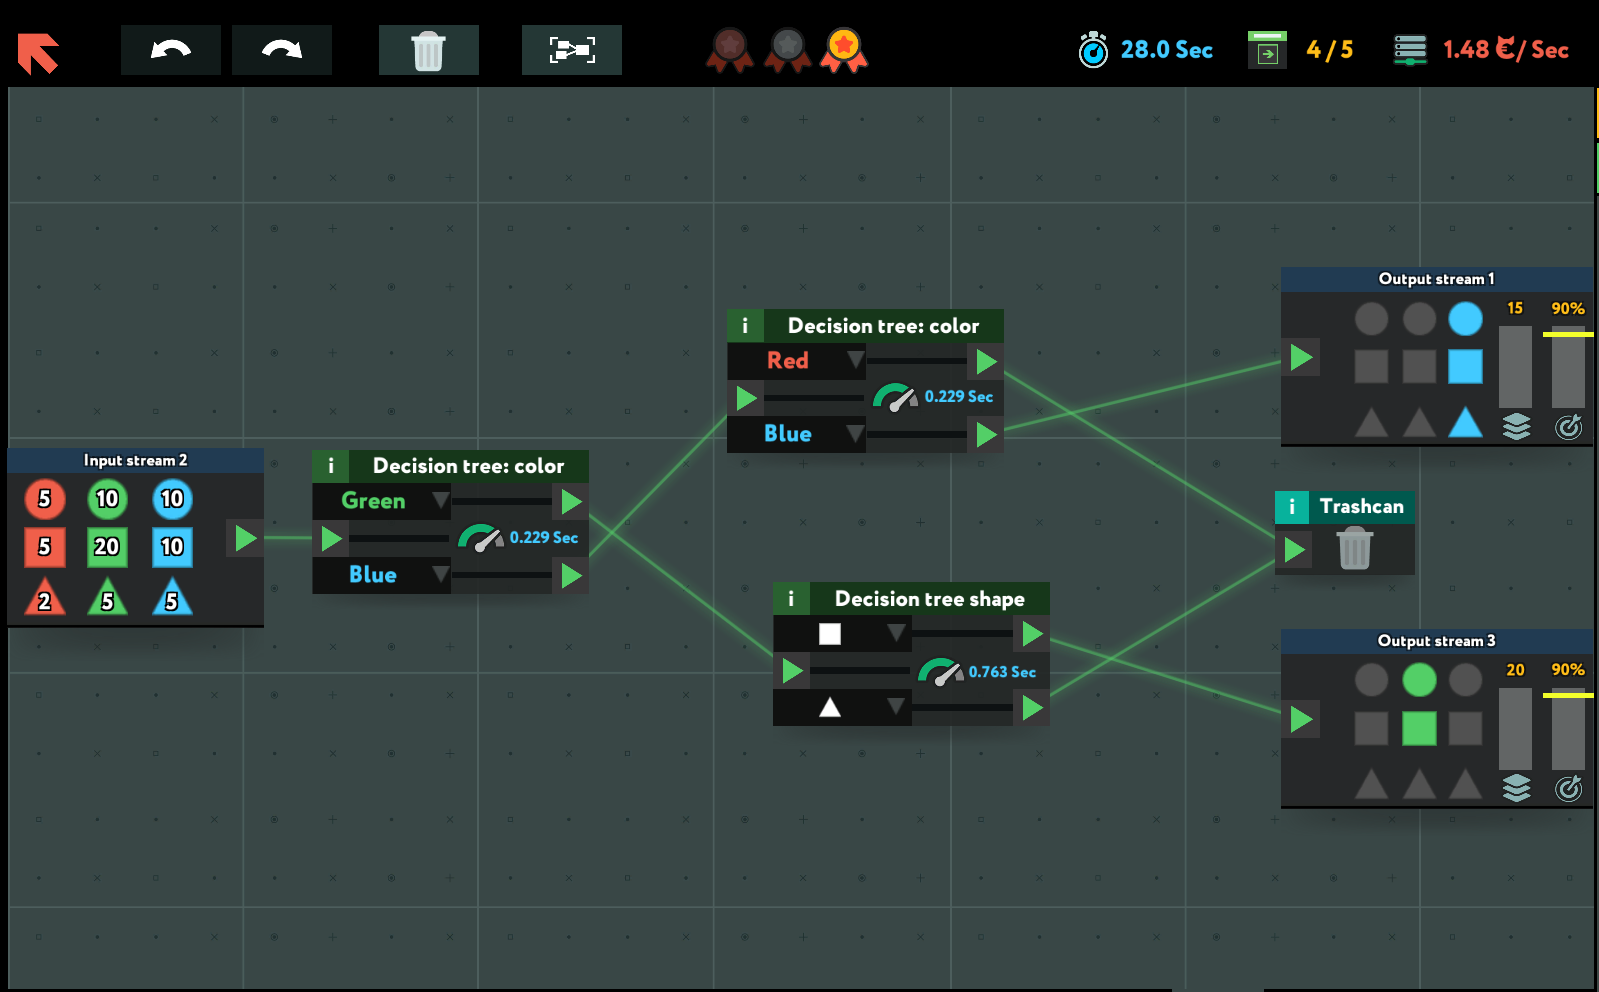 28.0 Sec
4/5
1.48 €/ Sec
Output stream 1
15
90%
i Decision tree: color
Red
0.229 Sec
Blue
Input stream 2
5 10 10
5 20 10
2 5 5
i Decision tree: color
Green
0.229 Sec
Blue
i Trashcan
i Decision tree shape
0.763 Sec
Output stream 3
20
90%